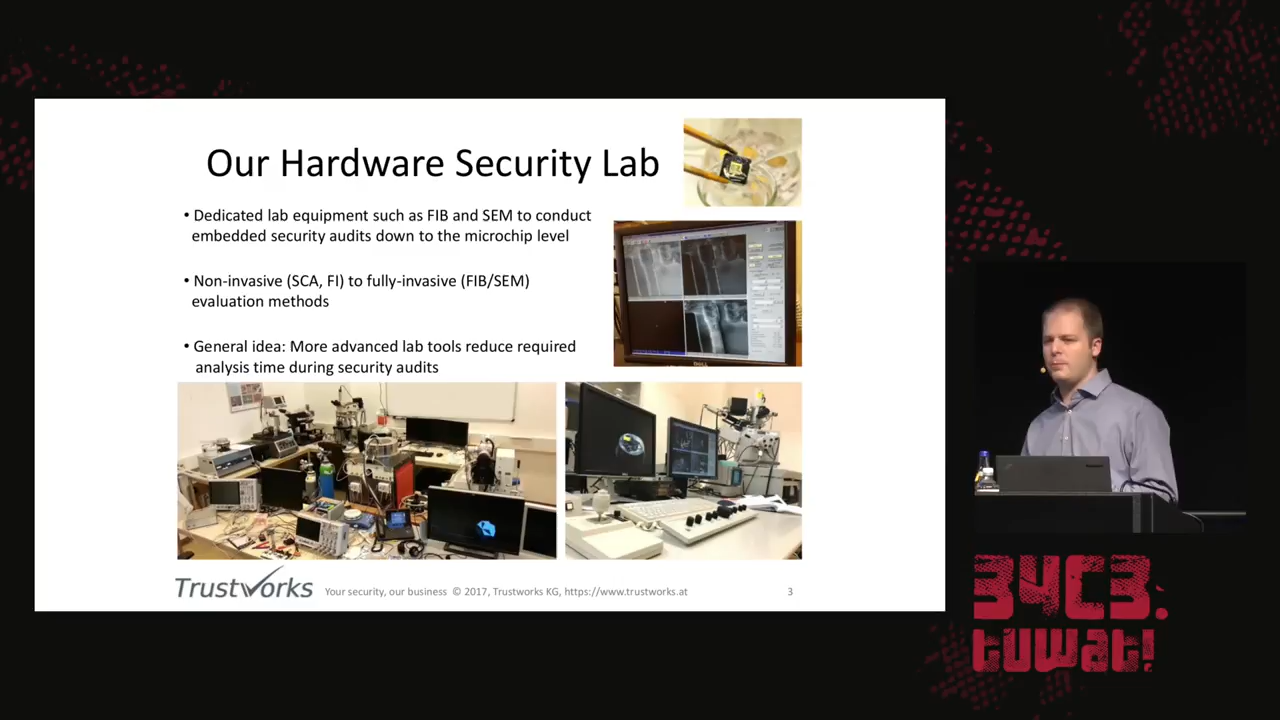 Our Hardware Security Lab
• Dedicated lab equipment such as FIB and SEM to conduct
embedded security audits down to the microchip level
• Non-invasive (SCA, FI) to fully-invasive (FIB/SEM)
evaluation methods
• General idea: More advanced lab tools reduce required
analysis time during security audits
DELL
TrustWorks
Your security, our business © 2017, Trustworks KG, https://www.trustworks.at
3
34C3.
tuwat!